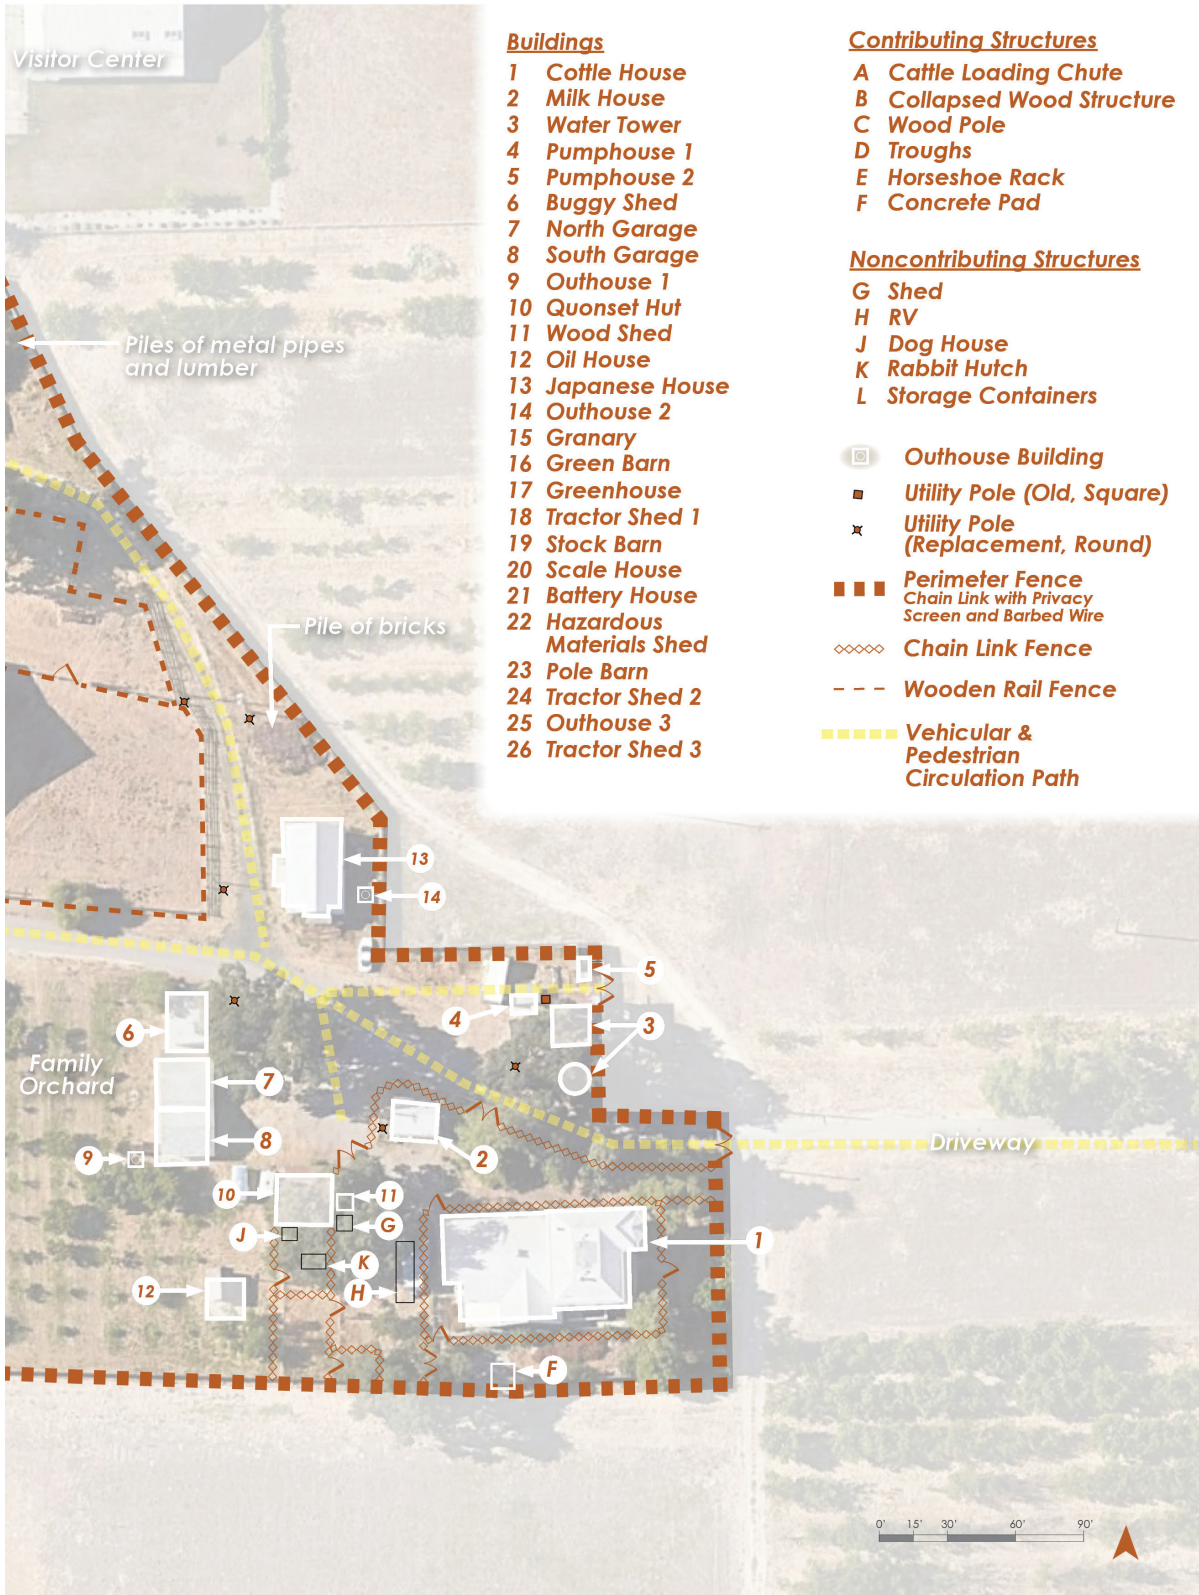 Visitor Center
Buildings
1 Cottle House
2 Milk House
3 Water Tower
4 Pumphouse 1
5 Pumphouse 2
6 Buggy Shed
7 North Garage
8 South Garage
9 Outhouse 1
10 Quonset Hut
11 Wood Shed
12 Oil House
13 Japanese House
14 Outhouse 2
15 Granary
16 Green Barn
17 Greenhouse
18 Tractor Shed 1
19 Stock Barn
20 Scale House
21 Battery House
22 Hazardous
Materials Shed
23 Pole Barn
24 Tractor Shed 2
25 Outhouse 3
26 Tractor Shed 3
Contributing Structures
A Cattle Loading Chute
B Collapsed Wood Structure
C Wood Pole
D Troughs
E Horseshoe Rack
F Concrete Pad
Noncontributing Structures
G Shed
H RV
J Dog House
K Rabbit Hutch
L Storage Containers
Outhouse Building
Utility Pole (Old, Square)
Utility Pole
(Replacement, Round)
Perimeter Fence
Chain Link with Privacy
Screen and Barbed Wire
Chain Link Fence
Wooden Rail Fence
Vehicular &
Pedestrian
Circulation Path
Piles of metal pipes
and lumber
Pile of bricks
13
14
5
4
3
6
Family
Orchard
7
8
9
2
Driveway
10
11
G
J
K
H
1
12
F
0' 15' 30' 60' 90'